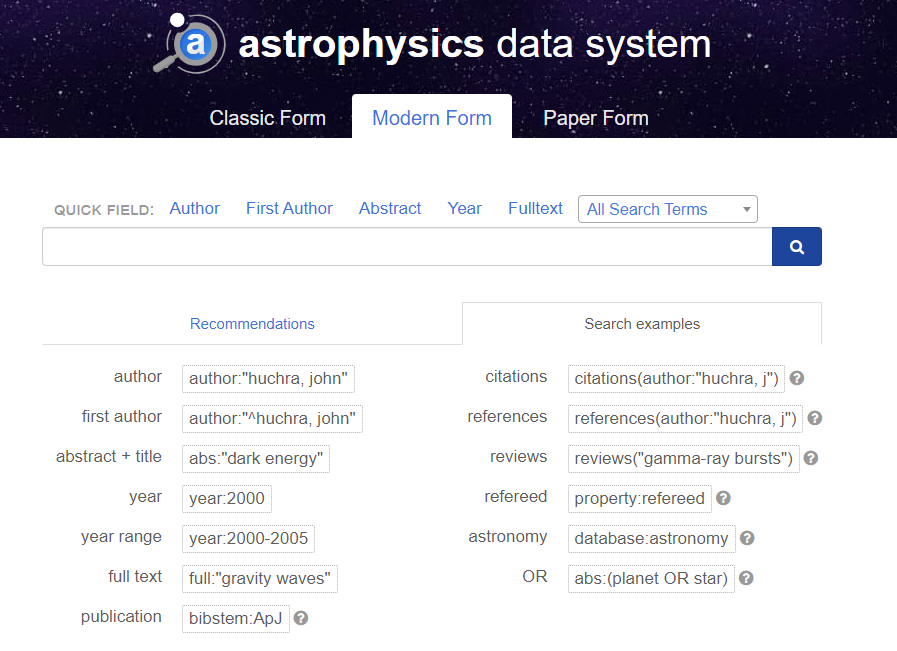 a astrophysics data system
Classic Form Modern Form Paper Form
QUICK FIELD: Author First Author Abstract Year Fulltext All Search Terms
Recommendations Search examples
author author:"huchra, john" citations citations(author:"huchra, j") ?
first author author:"^huchra, john" references references(author:"huchra, j") ?
abstract + title abs:"dark energy" reviews reviews("gamma-ray bursts") ?
year year:2000 refereed property:refereed ?
year range year:2000-2005 astronomy database:astronomy ?
full text full:"gravity waves" OR abs:(planet OR star) ?
publication bibstem:ApJ ?